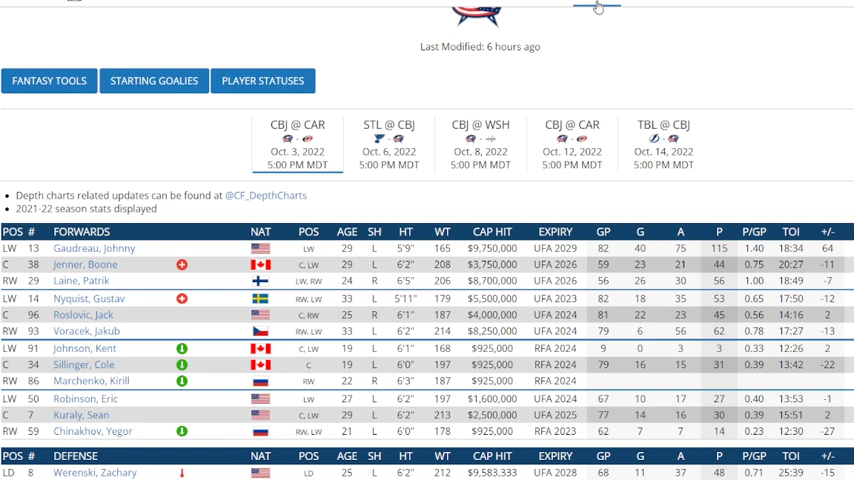 Last Modified: 6 hours ago
FANTASY TOOLS STARTING GOALIES PLAYER STATUSES
CBJ @ CAR STL @ CBJ CBJ @ WSH CBJ @ CAR TBL @ CBJ
- - - - -
Oct. 3, 2022 Oct. 6, 2022 Oct. 8, 2022 Oct. 12, 2022 Oct. 14, 2022
5:00 PM MDT 5:00 PM MDT 5:00 PM MDT 5:00 PM MDT 5:00 PM MDT
• Depth charts related updates can be found at @CF_DepthCharts
• 2021-22 season stats displayed
POS # FORWARDS NAT POS AGE SH HT WT CAP HIT EXPIRY GP G A P P/GP TOI +/-
LW 13 Gaudreau, Johnny LW 29 L 5'9" 165 $9,750,000 UFA 2029 82 40 75 115 1.40 18:34 64
C 38 Jenner, Boone C, LW 29 L 6'2" 208 $3,750,000 UFA 2026 59 23 21 44 0.75 20:27 -11
RW 29 Laine, Patrik LW, RW 24 R 6'5" 206 $8,700,000 UFA 2026 56 26 30 56 1.00 18:49 -7
LW 14 Nyquist, Gustav RW, LW 33 L 5'11" 179 $5,500,000 UFA 2023 82 18 35 53 0.65 17:50 -12
C 96 Roslovic, Jack C, RW 25 R 6'1" 187 $4,000,000 UFA 2024 81 22 23 45 0.56 14:16 2
RW 93 Voracek, Jakub RW, LW 33 L 6'2" 214 $8,250,000 UFA 2024 79 6 56 62 0.78 17:27 -13
LW 91 Johnson, Kent C, LW 19 L 6'1" 168 $925,000 RFA 2024 9 0 3 3 0.33 12:26 2
C 34 Sillinger, Cole C 19 L 6'0" 197 $925,000 RFA 2024 79 16 15 31 0.39 13:42 -22
RW 86 Marchenko, Kirill RW 22 R 6'3" 187 $925,000 RFA 2024
LW 50 Robinson, Eric LW 27 L 6'2" 197 $1,600,000 UFA 2024 67 10 17 27 0.40 13:53 -1
C 7 Kuraly, Sean C, LW 29 L 6'2" 213 $2,500,000 UFA 2025 77 14 16 30 0.39 15:51 2
RW 59 Chinakhov, Yegor RW, LW 21 L 6'0" 178 $925,000 RFA 2023 62 7 7 14 0.23 12:30 -27
POS # DEFENSE NAT POS AGE SH HT WT CAP HIT EXPIRY GP G A P P/GP TOI +/-
LD 8 Werenski, Zachary LD 25 L 6'2" 212 $9,583,333 UFA 2028 68 11 37 48 0.71 25:39 -15